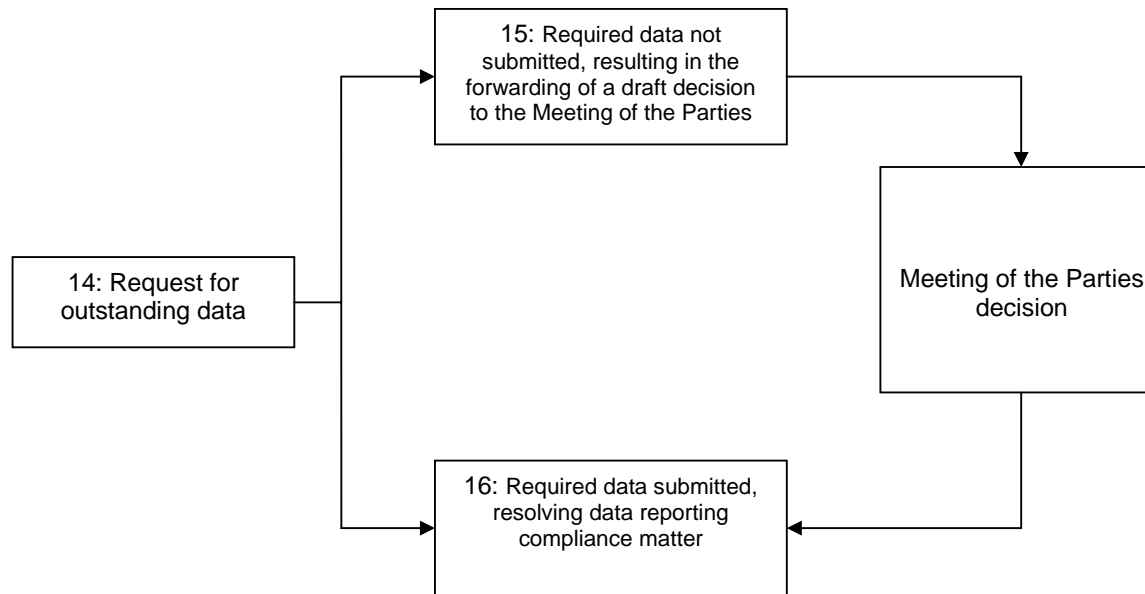 15: Required data not
submitted, resulting in the
forwarding of a draft decision
to the Meeting of the Parties
14: Request for
outstanding data
Meeting of the Parties
decision
16: Required data submitted,
resolving data reporting
compliance matter